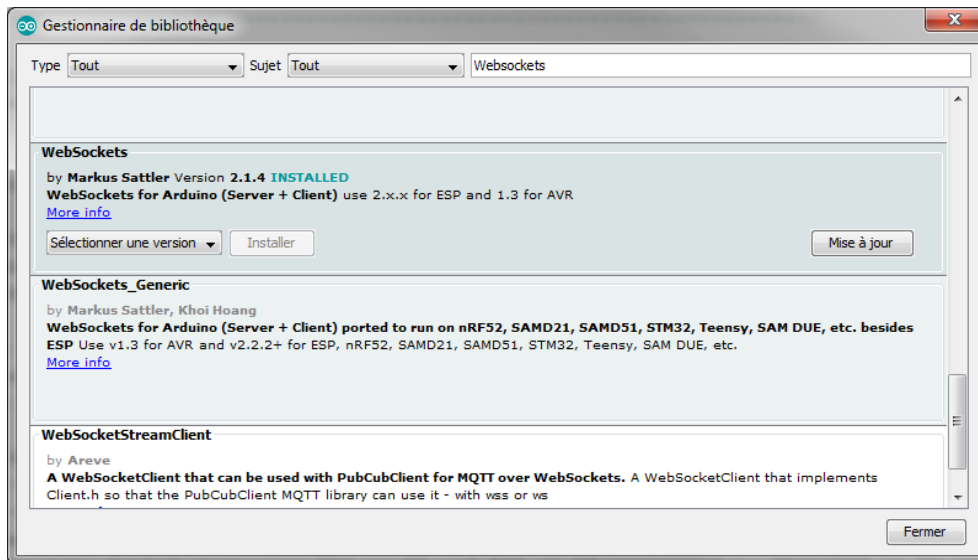 Gestionnaire de bibliothèque
Type Tout Sujet Tout Websockets
WebSockets
by Markus Sattler Version 2.1.4 INSTALLED
WebSockets for Arduino (Server + Client) use 2.x.x for ESP and 1.3 for AVR
More info
Sélectionner une version Installer Mise à jour
WebSockets_Generic
by Markus Sattler, Khoi Hoang
WebSockets for Arduino (Server + Client) ported to run on nRF52, SAMD21, SAMD51, STM32, Teensy, SAM DUE, etc. besides
ESP Use v1.3 for AVR and v2.2.2+ for ESP, nRF52, SAMD21, SAMD51, STM32, Teensy, SAM DUE, etc.
More info
WebSocketStreamClient
by Areve
A WebSocketClient that can be used with PubCubClient for MQTT over WebSockets. A WebSocketClient that implements
Client.h so that the PubCubClient MQTT library can use it - with wss or ws
Fermer